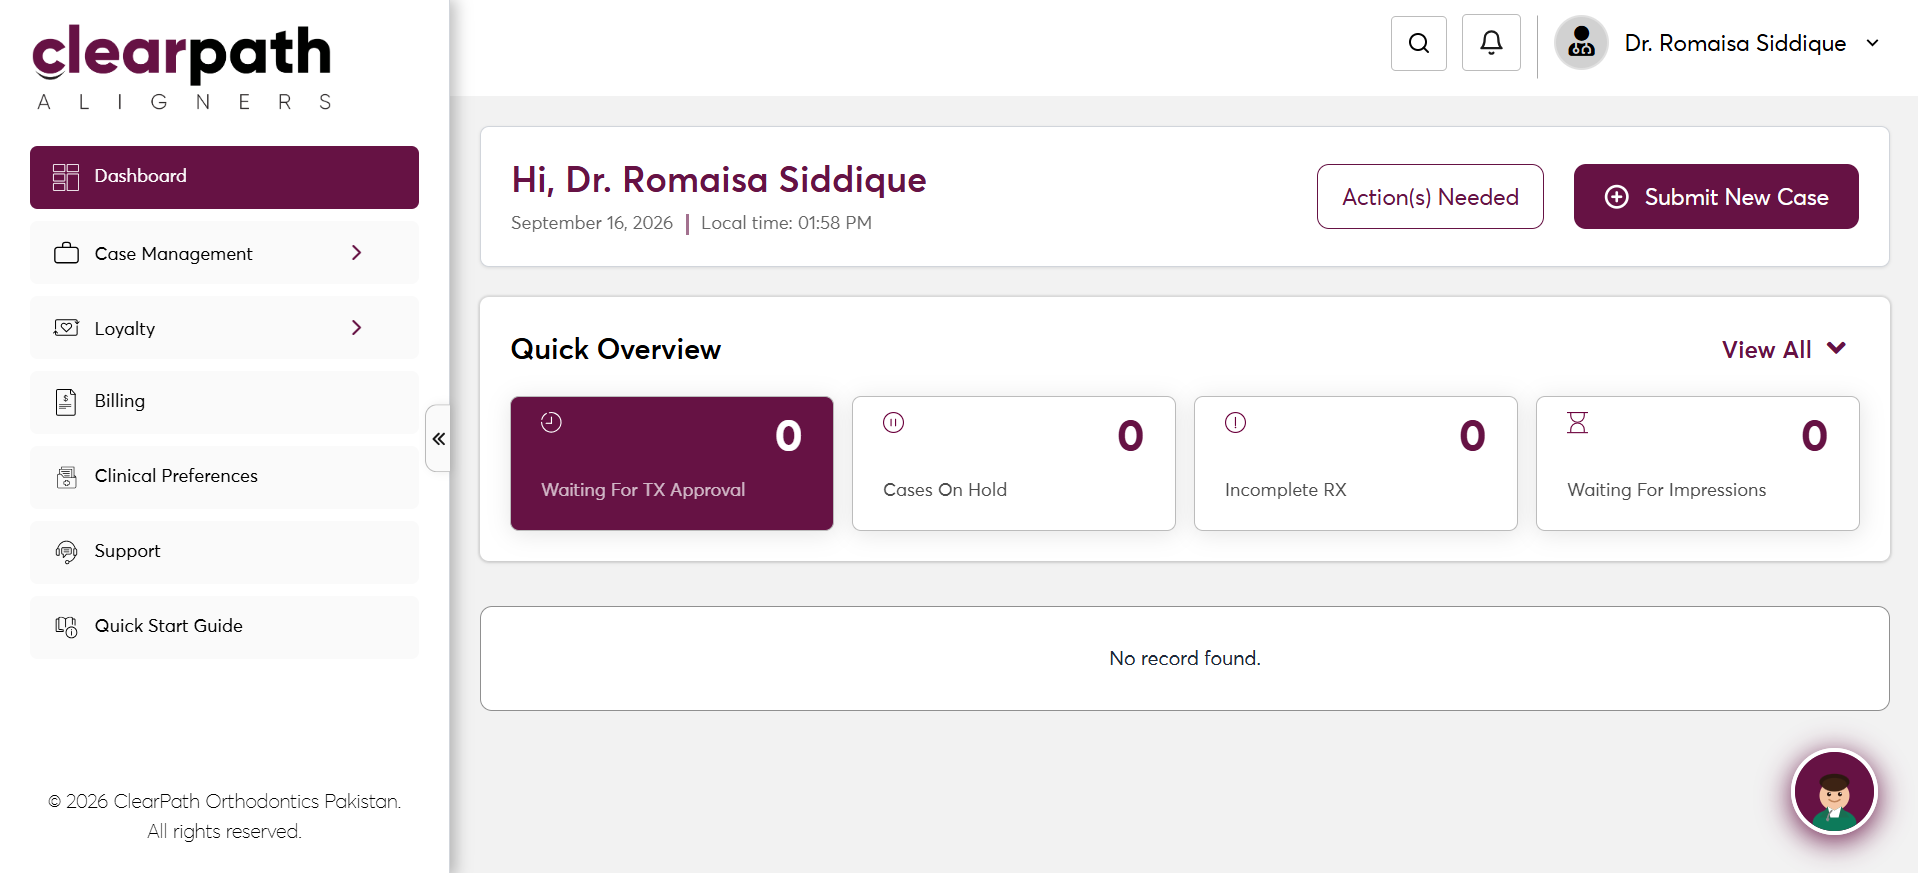 clearpath
ALIGNERS
Dashboard
Case Management
Loyalty
Billing
Clinical Preferences
Support
Quick Start Guide
© 2026 ClearPath Orthodontics Pakistan.
All rights reserved.
Dr. Romaisa Siddique
Hi, Dr. Romaisa Siddique
September 16, 2026 | Local time: 01:58 PM
Action(s) Needed
Submit New Case
Quick Overview
View All
0
Waiting For TX Approval
0
Cases On Hold
0
Incomplete RX
0
Waiting For Impressions
No record found.